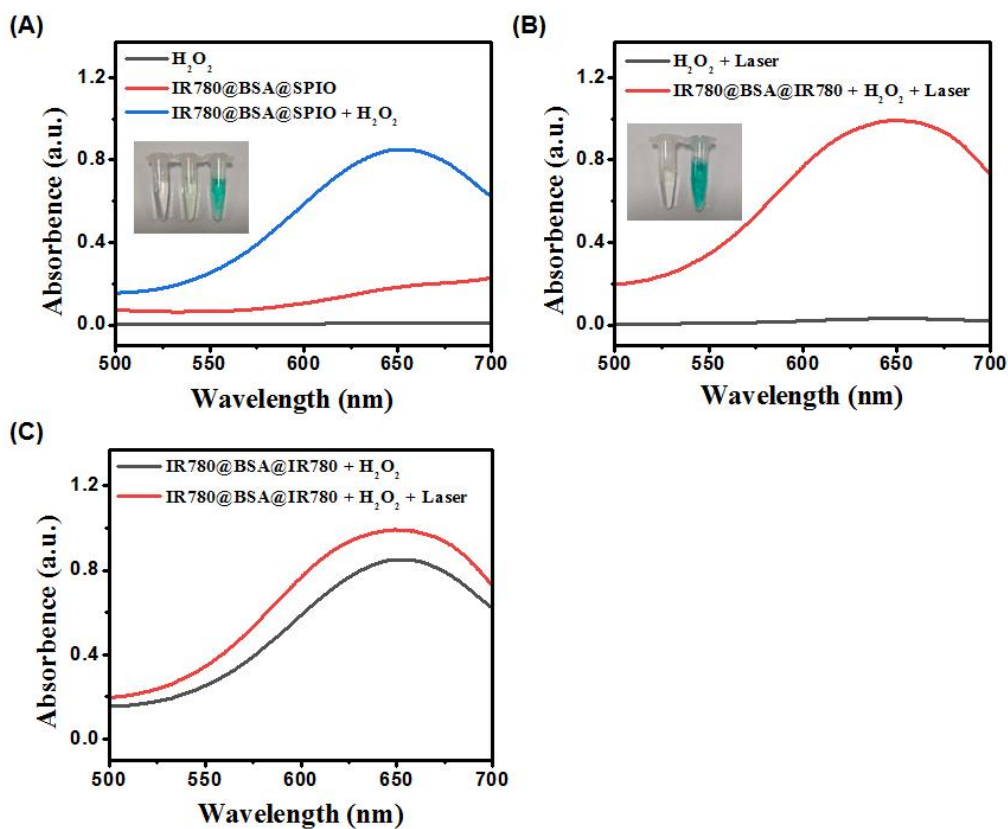 (A)
H₂O₂
IR780@BSA@SPIO
IR780@BSA@SPIO + H₂O₂
Absorbence (a.u.)
1.2
0.8
0.4
0.0
500 550 600 650 700
Wavelength (nm)
(B)
H₂O₂ + Laser
IR780@BSA@IR780 + H₂O₂ + Laser
Absorbence (a.u.)
1.2
0.8
0.4
0.0
500 550 600 650 700
Wavelength (nm)
(C)
IR780@BSA@IR780 + H₂O₂
IR780@BSA@IR780 + H₂O₂ + Laser
Absorbence (a.u.)
1.2
0.8
0.4
0.0
500 550 600 650 700
Wavelength (nm)